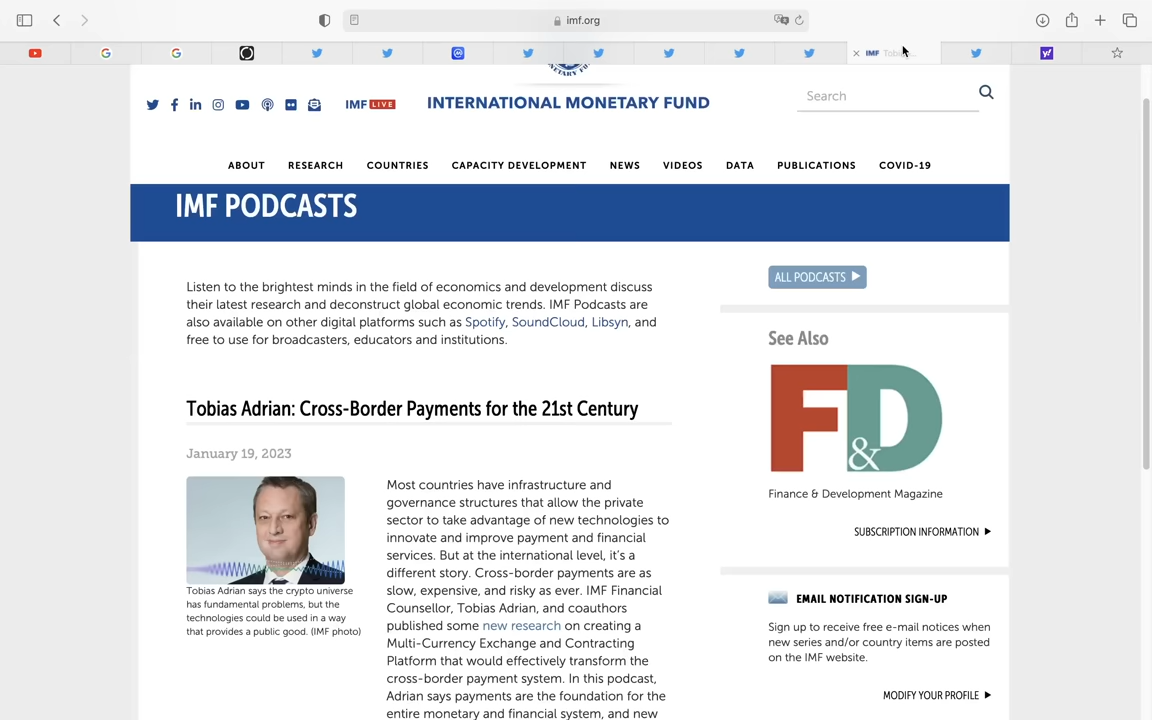 imf.org
IMF Tobia
IMF LIVE
INTERNATIONAL MONETARY FUND
Search
ABOUT RESEARCH COUNTRIES CAPACITY DEVELOPMENT NEWS VIDEOS DATA PUBLICATIONS COVID-19
IMF PODCASTS
Listen to the brightest minds in the field of economics and development discuss
their latest research and deconstruct global economic trends. IMF Podcasts are
also available on other digital platforms such as Spotify, SoundCloud, Libsyn, and
free to use for broadcasters, educators and institutions.
Tobias Adrian: Cross-Border Payments for the 21st Century
January 19, 2023
Tobias Adrian says the crypto universe
has fundamental problems, but the
technologies could be used in a way
that provides a public good. (IMF photo)
Most countries have infrastructure and
governance structures that allow the private
sector to take advantage of new technologies to
innovate and improve payment and financial
services. But at the international level, it's a
different story. Cross-border payments are as
slow, expensive, and risky as ever. IMF Financial
Counsellor, Tobias Adrian, and coauthors
published some new research on creating a
Multi-Currency Exchange and Contracting
Platform that would effectively transform the
cross-border payment system. In this podcast,
Adrian says payments are the foundation for the
entire monetary and financial system, and new
ALL PODCASTS
See Also
F&D
Finance & Development Magazine
SUBSCRIPTION INFORMATION
EMAIL NOTIFICATION SIGN-UP
Sign up to receive free e-mail notices when
new series and/or country items are posted
on the IMF website.
MODIFY YOUR PROFILE